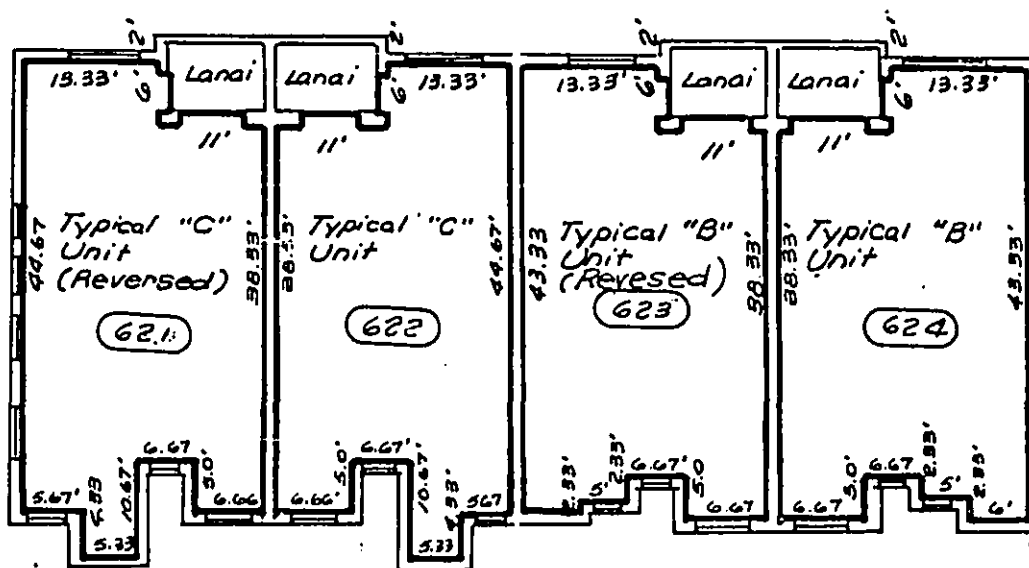 2' 2' 2' 2'
13.33' 6' Lanai Lanai 6' 13.33' 13.33' 6' Lanai Lanai 6' 13.33'
11' 11' 11' 11'
Typical "C"
Unit
(Reversed)
Typical "C"
Unit
Typical "B"
Unit
(Revesed)
Typical "B"
Unit
44.67 38.33' 44.67' 43.33 38.33' 38.33' 43.33'
622 623 624
5.67' 4.33 10.67' 6.67 5.0' 6.66
5.33
6.66' 5.0' 6.67' 10.67' 4.33' 5.67
5.33
2.33' 5' 2.33' 6.67' 5.0 6.67
6.67 5.0' 6.67 2.33' 5' 2.33' 6'